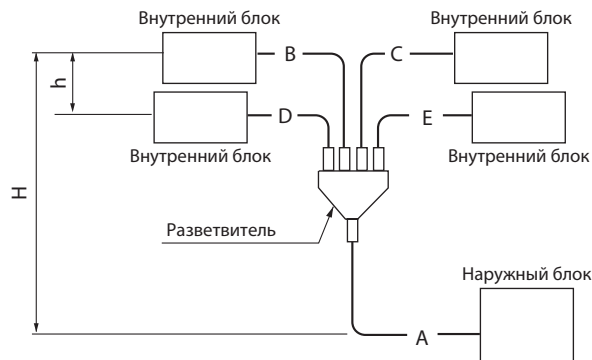 Внутренний блок
Внутренний блок
B
C
h
D
E
Внутренний блок
Внутренний блок
H
Разветвитель
Наружный блок
A